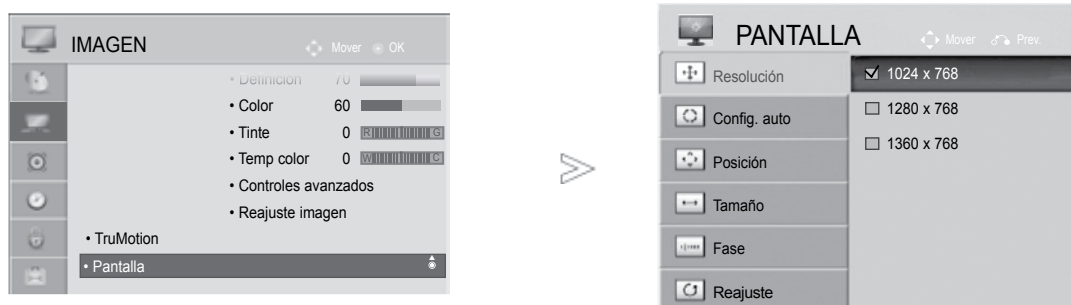 IMAGEN
Mover OK
• Definición 70
• Color 60
• Tinte 0 R G
• Temp color 0 W C
• Controles avanzados
• Reajuste imagen
• TruMotion
• Pantalla
PANTALLA
Mover Prev.
Resolución
Config. auto
Posición
Tamaño
Fase
Reajuste
1024 x 768
1280 x 768
1360 x 768